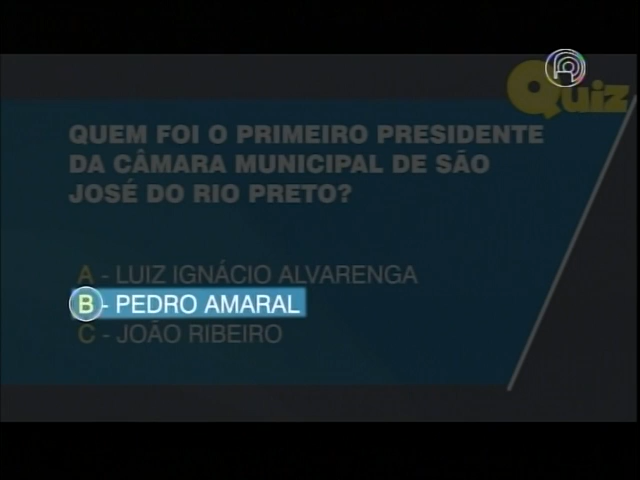 Quiz
QUEM FOI O PRIMEIRO PRESIDENTE
DA CÂMARA MUNICIPAL DE SÃO
JOSÉ DO RIO PRETO?
A - LUIZ IGNÁCIO ALVARENGA
B - PEDRO AMARAL
C - JOÃO RIBEIRO